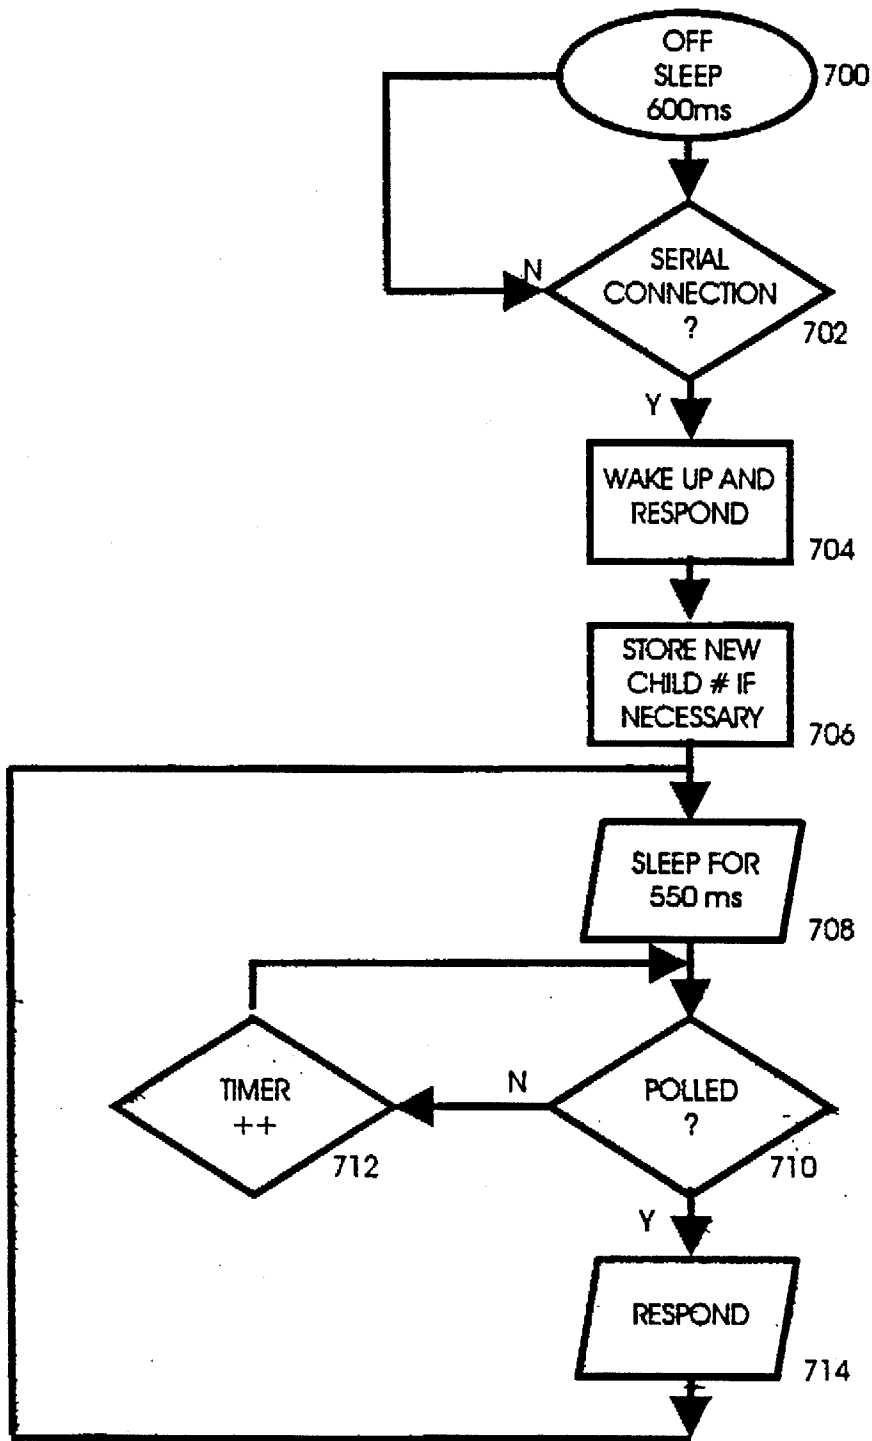 OFF
SLEEP
600ms
700
N
SERIAL
CONNECTION
?
702
Y
WAKE UP AND
RESPOND
704
STORE NEW
CHILD # IF
NECESSARY
706
SLEEP FOR
550 ms
708
TIMER
++
712
N
POLLED
?
710
Y
RESPOND
714